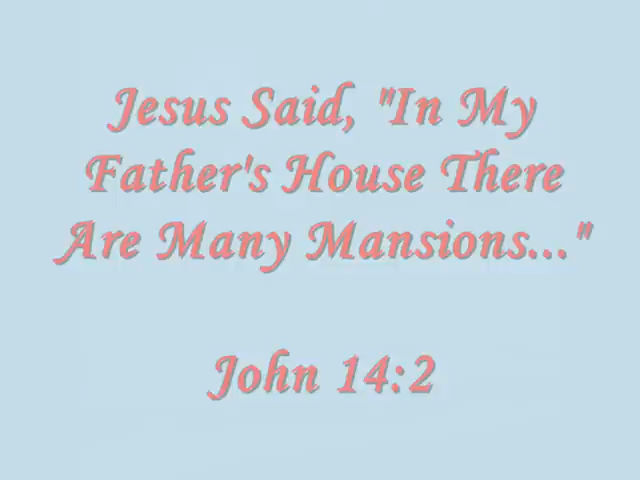 Jesus Said, "In My
Father's House There
Are Many Mansions..."
John 14:2